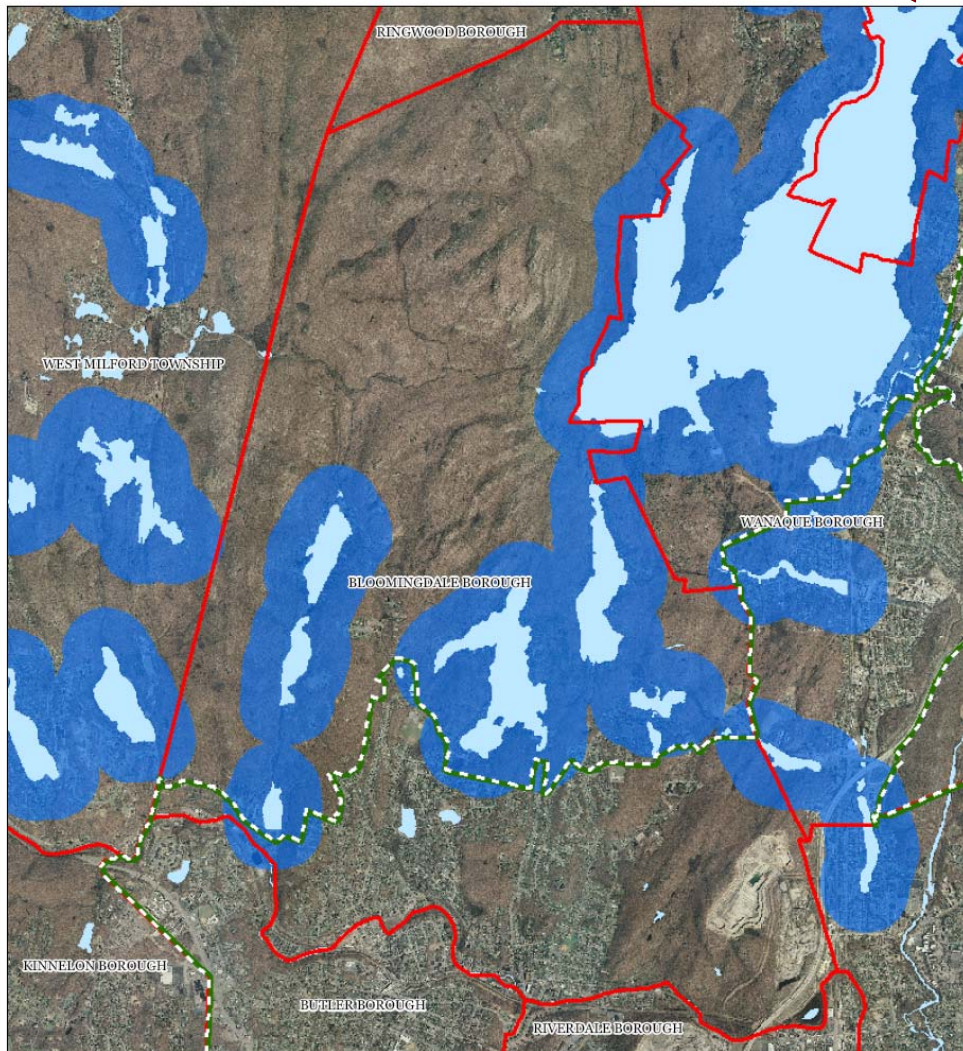 RINGWOOD BOROUGH
WEST MILFORD TOWNSHIP
WANAQUE BOROUGH
BLOOMINGDALE BOROUGH
KINNELON BOROUGH
BUTLER BOROUGH
RIVERDALE BOROUGH